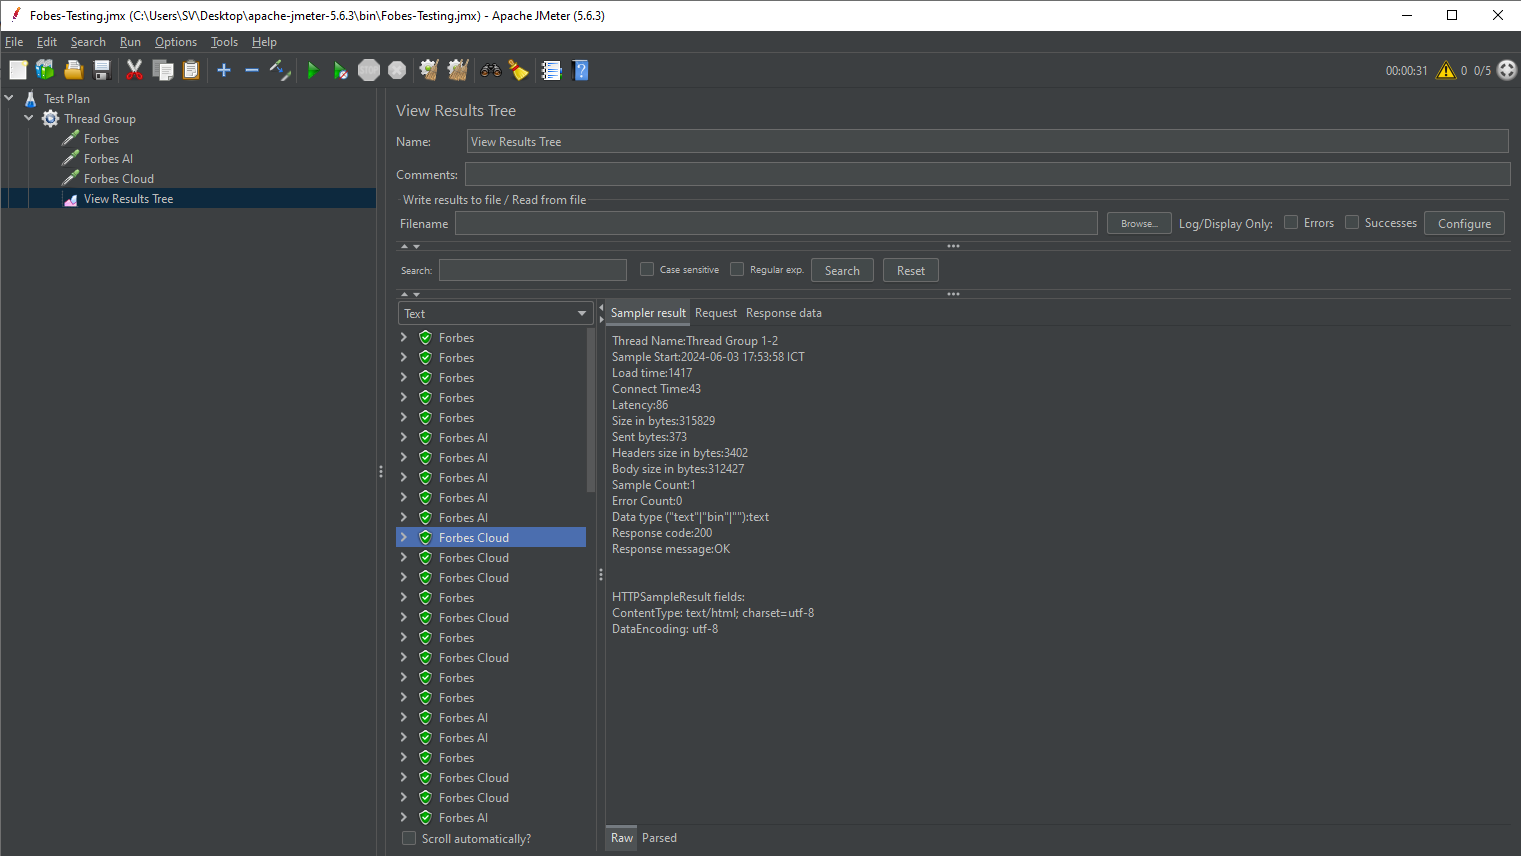 Fobes-Testing.jmx (C:\Users\SV\Desktop\apache-jmeter-5.6.3\bin\Fobes-Testing.jmx) - Apache JMeter (5.6.3)
File Edit Search Run Options Tools Help
STOP
00:00:31 0 0/5
Test Plan
Thread Group
Forbes
Forbes AI
Forbes Cloud
View Results Tree
View Results Tree
Name: View Results Tree
Comments:
Write results to file / Read from file
Filename Browse... Log/Display Only: Errors Successes Configure
Search: Case sensitive Regular exp. Search Reset
Text
Forbes
Forbes
Forbes
Forbes
Forbes
Forbes AI
Forbes AI
Forbes AI
Forbes AI
Forbes AI
Forbes Cloud
Forbes Cloud
Forbes Cloud
Forbes
Forbes Cloud
Forbes
Forbes Cloud
Forbes
Forbes
Forbes AI
Forbes AI
Forbes
Forbes Cloud
Forbes Cloud
Forbes AI
Scroll automatically?
Sampler result Request Response data
Thread Name:Thread Group 1-2
Sample Start:2024-06-03 17:53:58 ICT
Load time:1417
Connect Time:43
Latency:86
Size in bytes:315829
Sent bytes:373
Headers size in bytes:3402
Body size in bytes:312427
Sample Count:1
Error Count:0
Data type ("text"|"bin"|""):text
Response code:200
Response message:OK
HTTPSampleResult fields:
ContentType: text/html; charset=utf-8
DataEncoding: utf-8
Raw Parsed